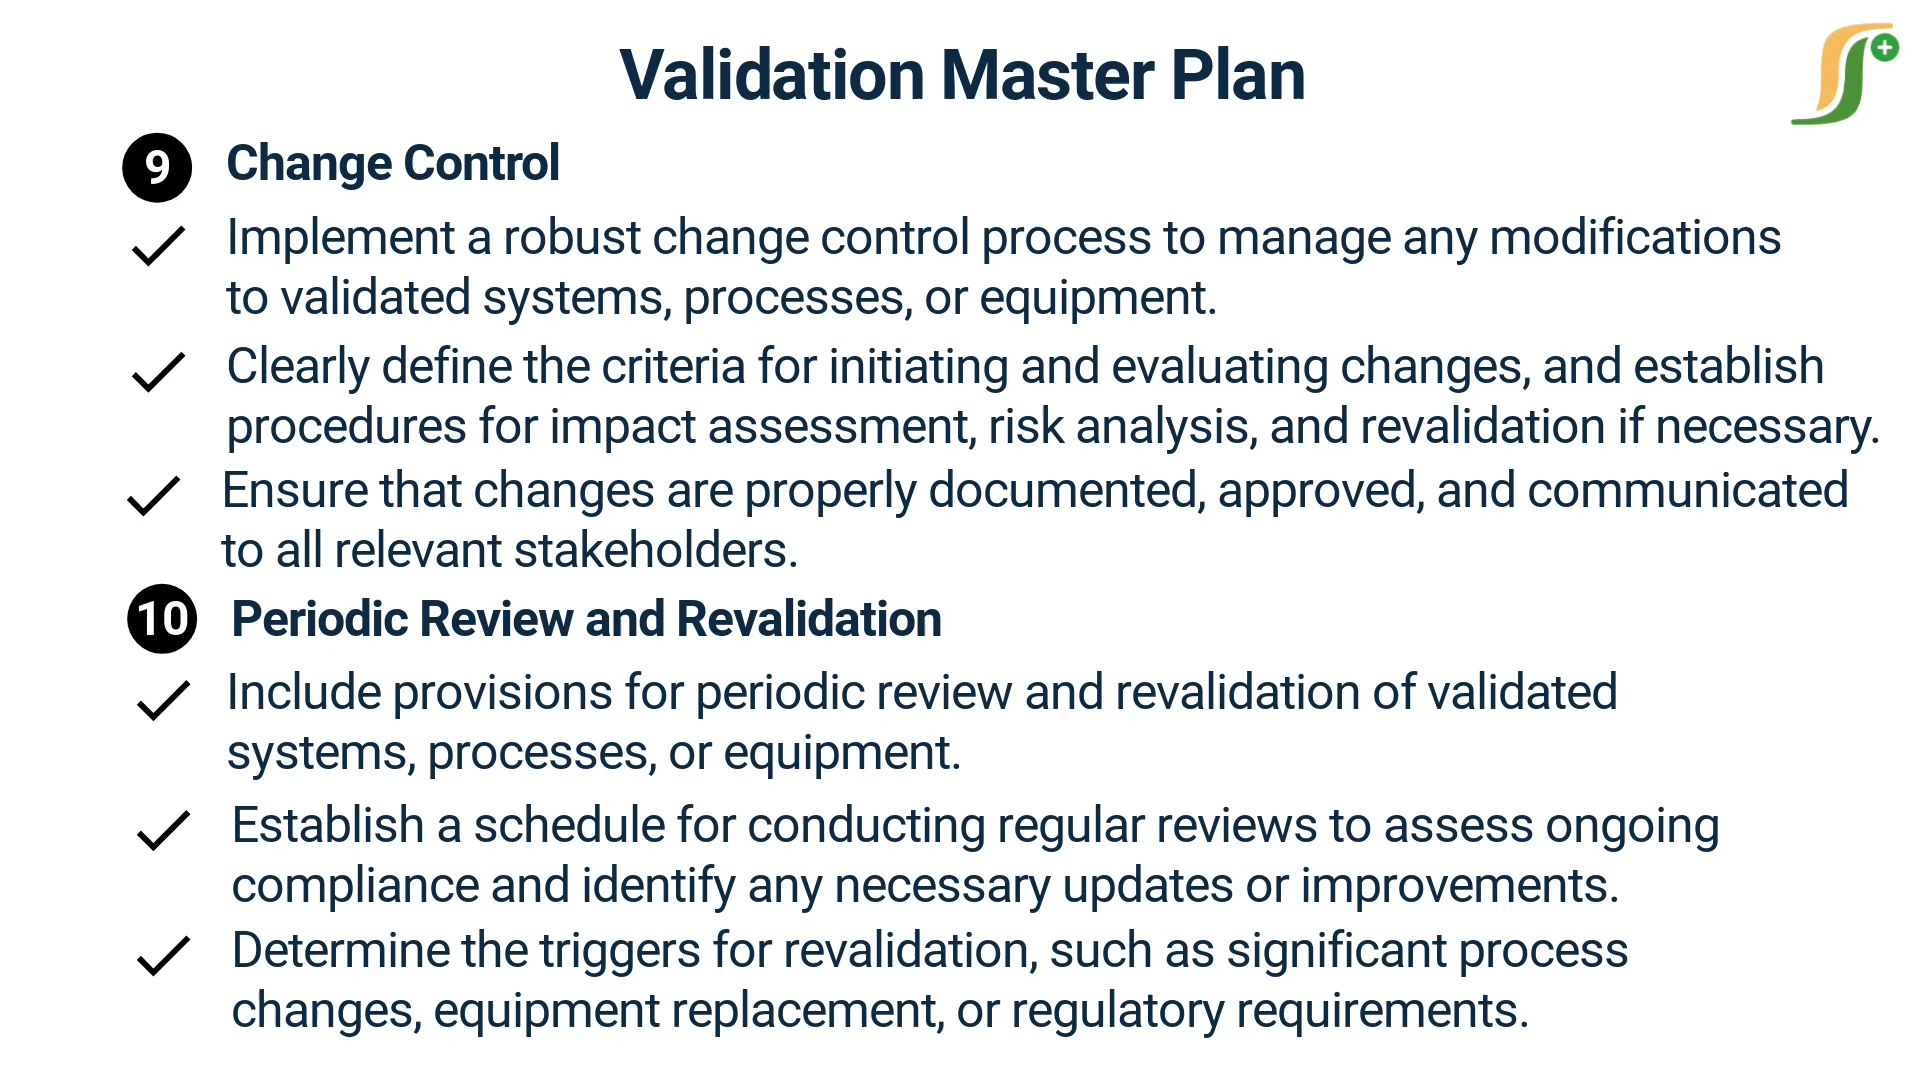 Validation Master Plan
9 Change Control
Implement a robust change control process to manage any modifications
to validated systems, processes, or equipment.
Clearly define the criteria for initiating and evaluating changes, and establish
procedures for impact assessment, risk analysis, and revalidation if necessary.
Ensure that changes are properly documented, approved, and communicated
to all relevant stakeholders.
10 Periodic Review and Revalidation
Include provisions for periodic review and revalidation of validated
systems, processes, or equipment.
Establish a schedule for conducting regular reviews to assess ongoing
compliance and identify any necessary updates or improvements.
Determine the triggers for revalidation, such as significant process
changes, equipment replacement, or regulatory requirements.